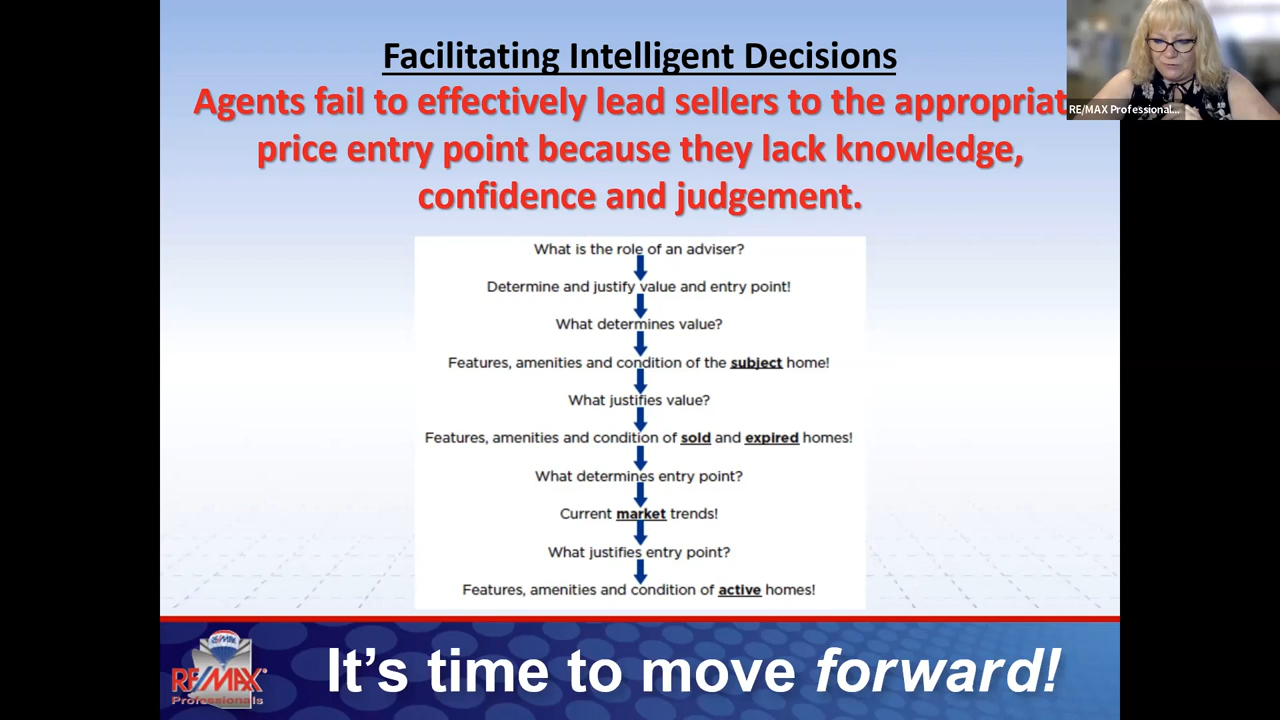 Facilitating Intelligent Decisions
Agents fail to effectively lead sellers to the appropriat
price entry point because they lack knowledge,
confidence and judgement.
RE/MAX Professional...
What is the role of an adviser?
Determine and justify value and entry point!
What determines value?
Features, amenities and condition of the subject home!
What justifies value?
Features, amenities and condition of sold and expired homes!
What determines entry point?
Current market trends!
What justifies entry point?
Features, amenities and condition of active homes!
RE/MAX
RE/MAX
Professionals
It's time to move forward!